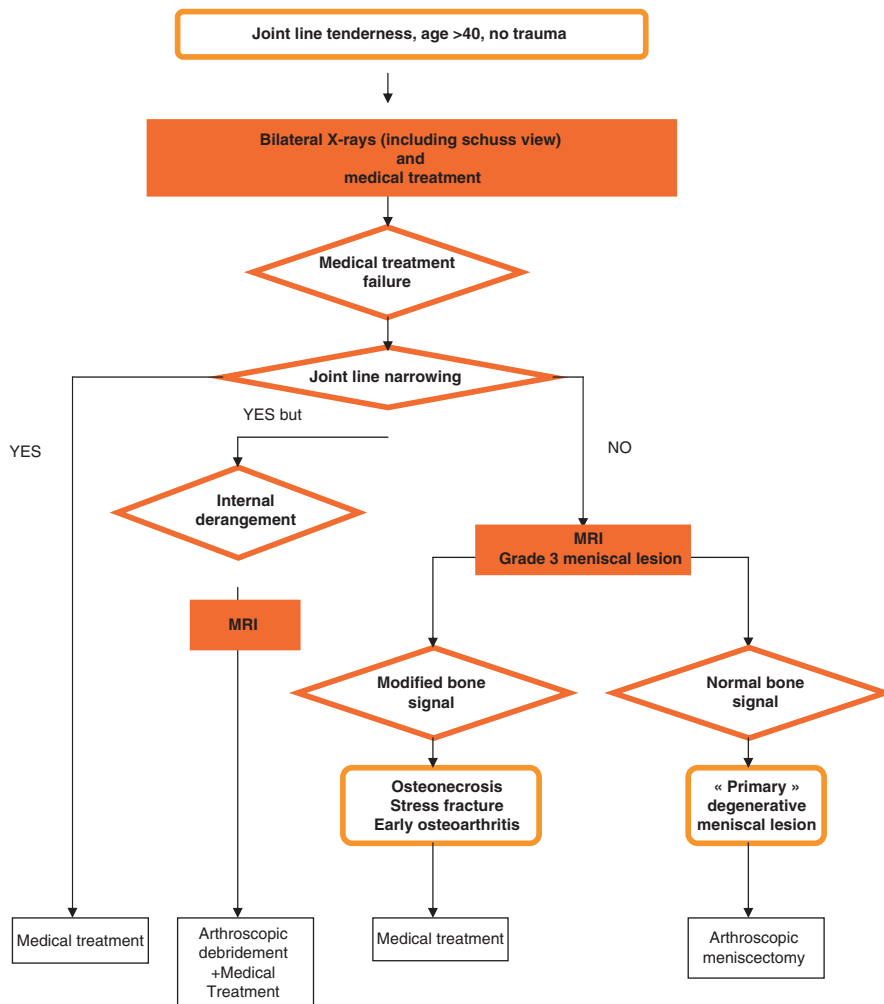 Joint line tenderness, age >40, no trauma
Bilateral X-rays (including schuss view)
and
medical treatment
Medical treatment
failure
Joint line narrowing
YES but
YES
NO
Internal
derangement
MRI
Grade 3 meniscal lesion
MRI
Modified bone
signal
Normal bone
signal
Osteonecrosis
Stress fracture
Early osteoarthritis
« Primary »
degenerative
meniscal lesion
Medical treatment
Arthroscopic
debridement
+Medical
Treatment
Medical treatment
Arthroscopic
meniscectomy